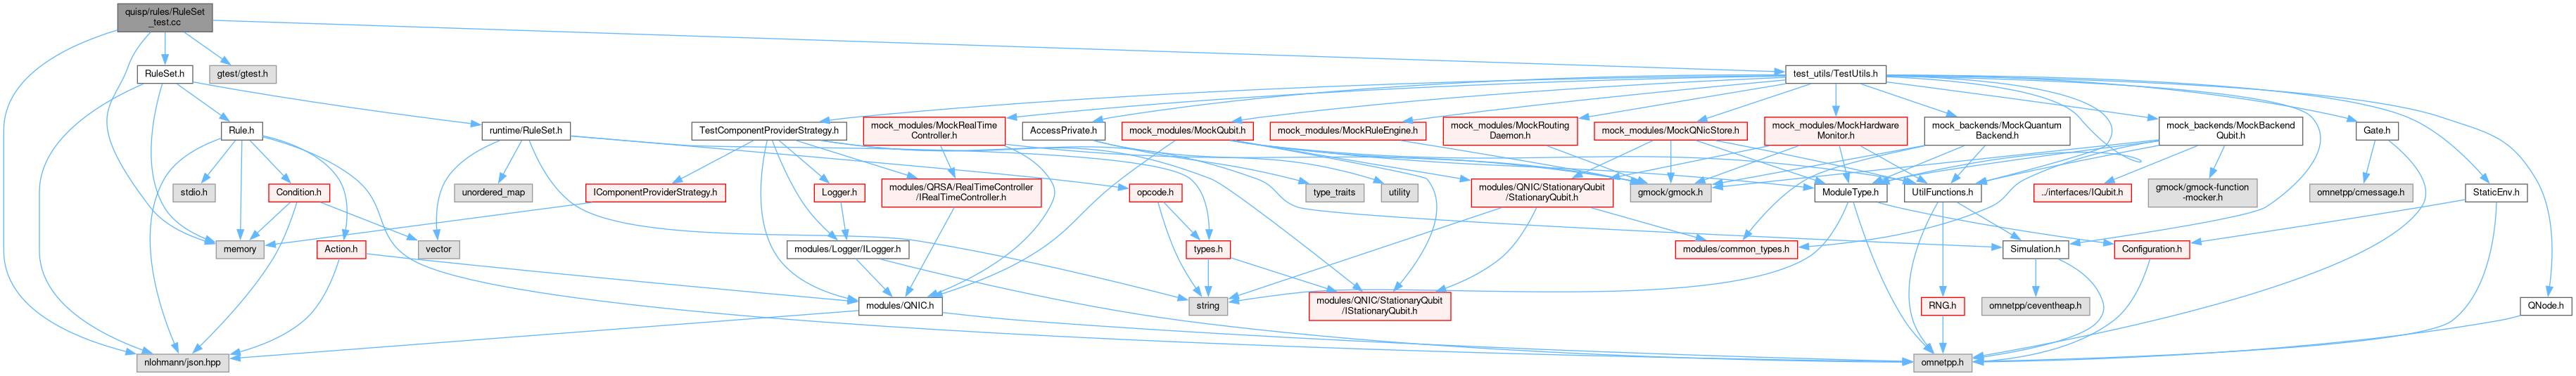 quisp/rules/RuleSet
_test.cc
RuleSet.h
gtest/gtest.h
test_utils/TestUtils.h
Rule.h
runtime/RuleSet.h
TestComponentProviderStrategy.h
mock_modules/MockRealTime
Controller.h
AccessPrivate.h
mock_modules/MockQubit.h
mock_modules/MockRuleEngine.h
mock_modules/MockRouting
Daemon.h
mock_modules/MockQNicStore.h
mock_modules/MockHardware
Monitor.h
mock_backends/MockQuantum
Backend.h
mock_backends/MockBackend
Qubit.h
Gate.h
stdio.h
Condition.h
unordered_map
IComponentProviderStrategy.h
Logger.h
modules/QRSA/RealTimeController
/IRealTimeController.h
opcode.h
type_traits
utility
modules/QNIC/StationaryQubit
/StationaryQubit.h
gmock/gmock.h
ModuleType.h
UtilFunctions.h
../interfaces/IQubit.h
gmock/gmock-function
-mocker.h
omnetpp/cmessage.h
StaticEnv.h
memory
Action.h
vector
modules/Logger/ILogger.h
types.h
modules/common_types.h
Simulation.h
Configuration.h
modules/QNIC.h
string
modules/QNIC/StationaryQubit
/IStationaryQubit.h
RNG.h
omnetpp/ceventheap.h
QNode.h
nlohmann/json.hpp
omnetpp.h